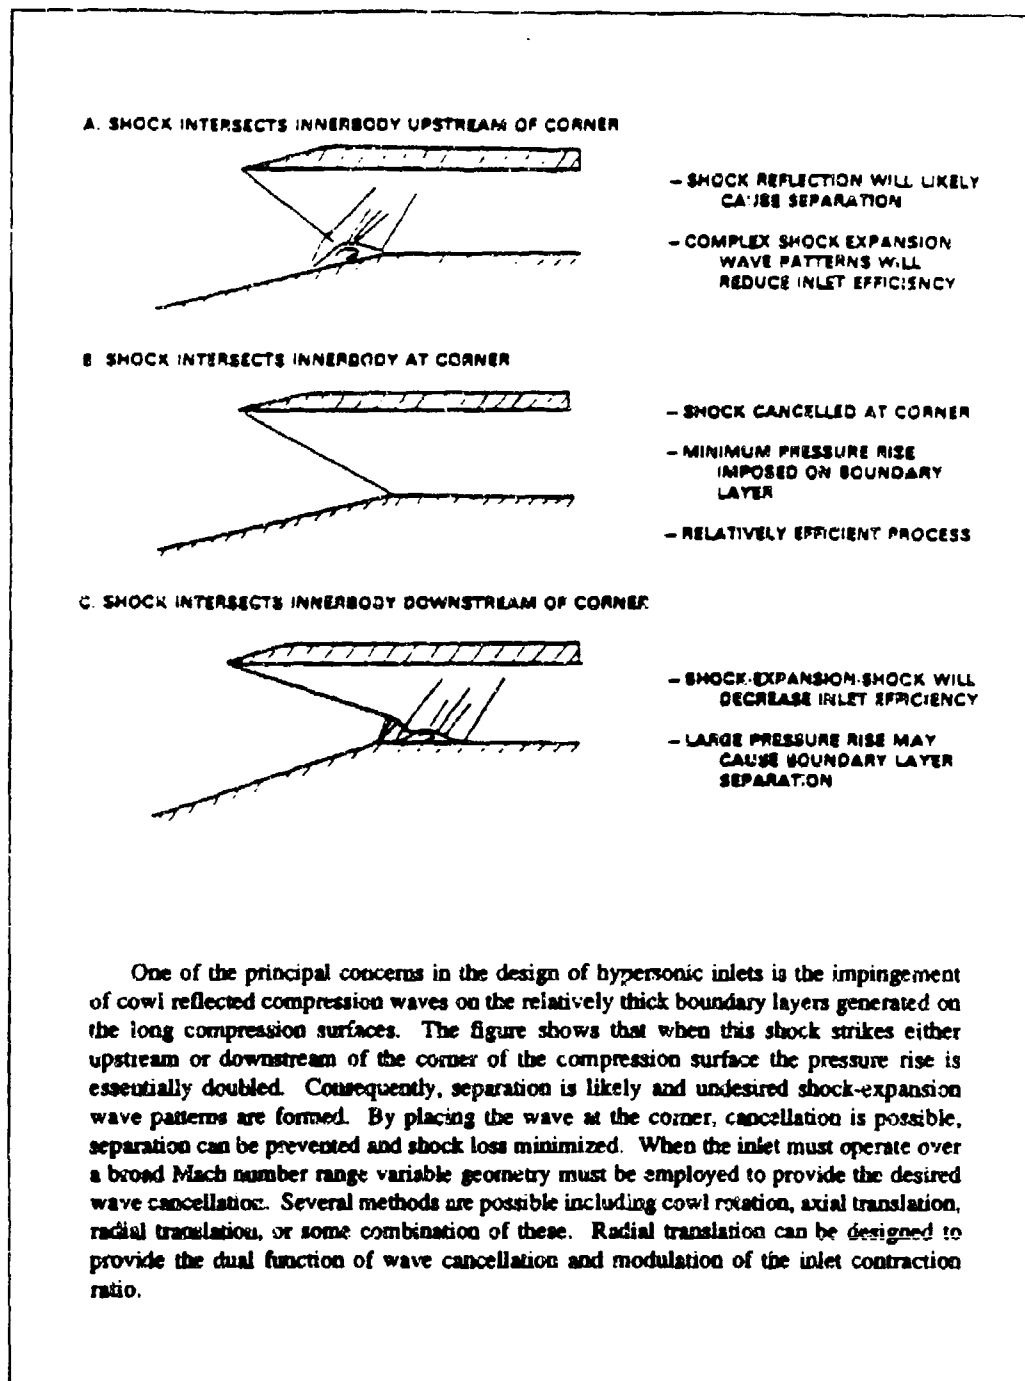 A. SHOCK INTERSECTS INNERBODY UPSTREAM OF CORNER
– SHOCK REFLECTION WILL LIKELY
CAUSE SEPARATION
– COMPLEX SHOCK EXPANSION
WAVE PATTERNS WILL
REDUCE INLET EFFICIENCY
B SHOCK INTERSECTS INNERBODY AT CORNER
– SHOCK CANCELLED AT CORNER
– MINIMUM PRESSURE RISE
IMPOSED ON BOUNDARY
LAYER
– RELATIVELY EFFICIENT PROCESS
C. SHOCK INTERSECTS INNERBODY DOWNSTREAM OF CORNER
– SHOCK-EXPANSION-SHOCK WILL
DECREASE INLET EFFICIENCY
– LARGE PRESSURE RISE MAY
CAUSE BOUNDARY LAYER
SEPARATION
One of the principal concerns in the design of hypersonic inlets is the impingement
of cowl reflected compression waves on the relatively thick boundary layers generated on
the long compression surfaces. The figure shows that when this shock strikes either
upstream or downstream of the corner of the compression surface the pressure rise is
essentially doubled. Consequently, separation is likely and undesired shock-expansion
wave patterns are formed. By placing the wave at the corner, cancellation is possible,
separation can be prevented and shock loss minimized. When the inlet must operate over
a broad Mach number range variable geometry must be employed to provide the desired
wave cancellation. Several methods are possible including cowl rotation, axial translation,
radial translation, or some combination of these. Radial translation can be designed to
provide the dual function of wave cancellation and modulation of the inlet contraction
ratio.